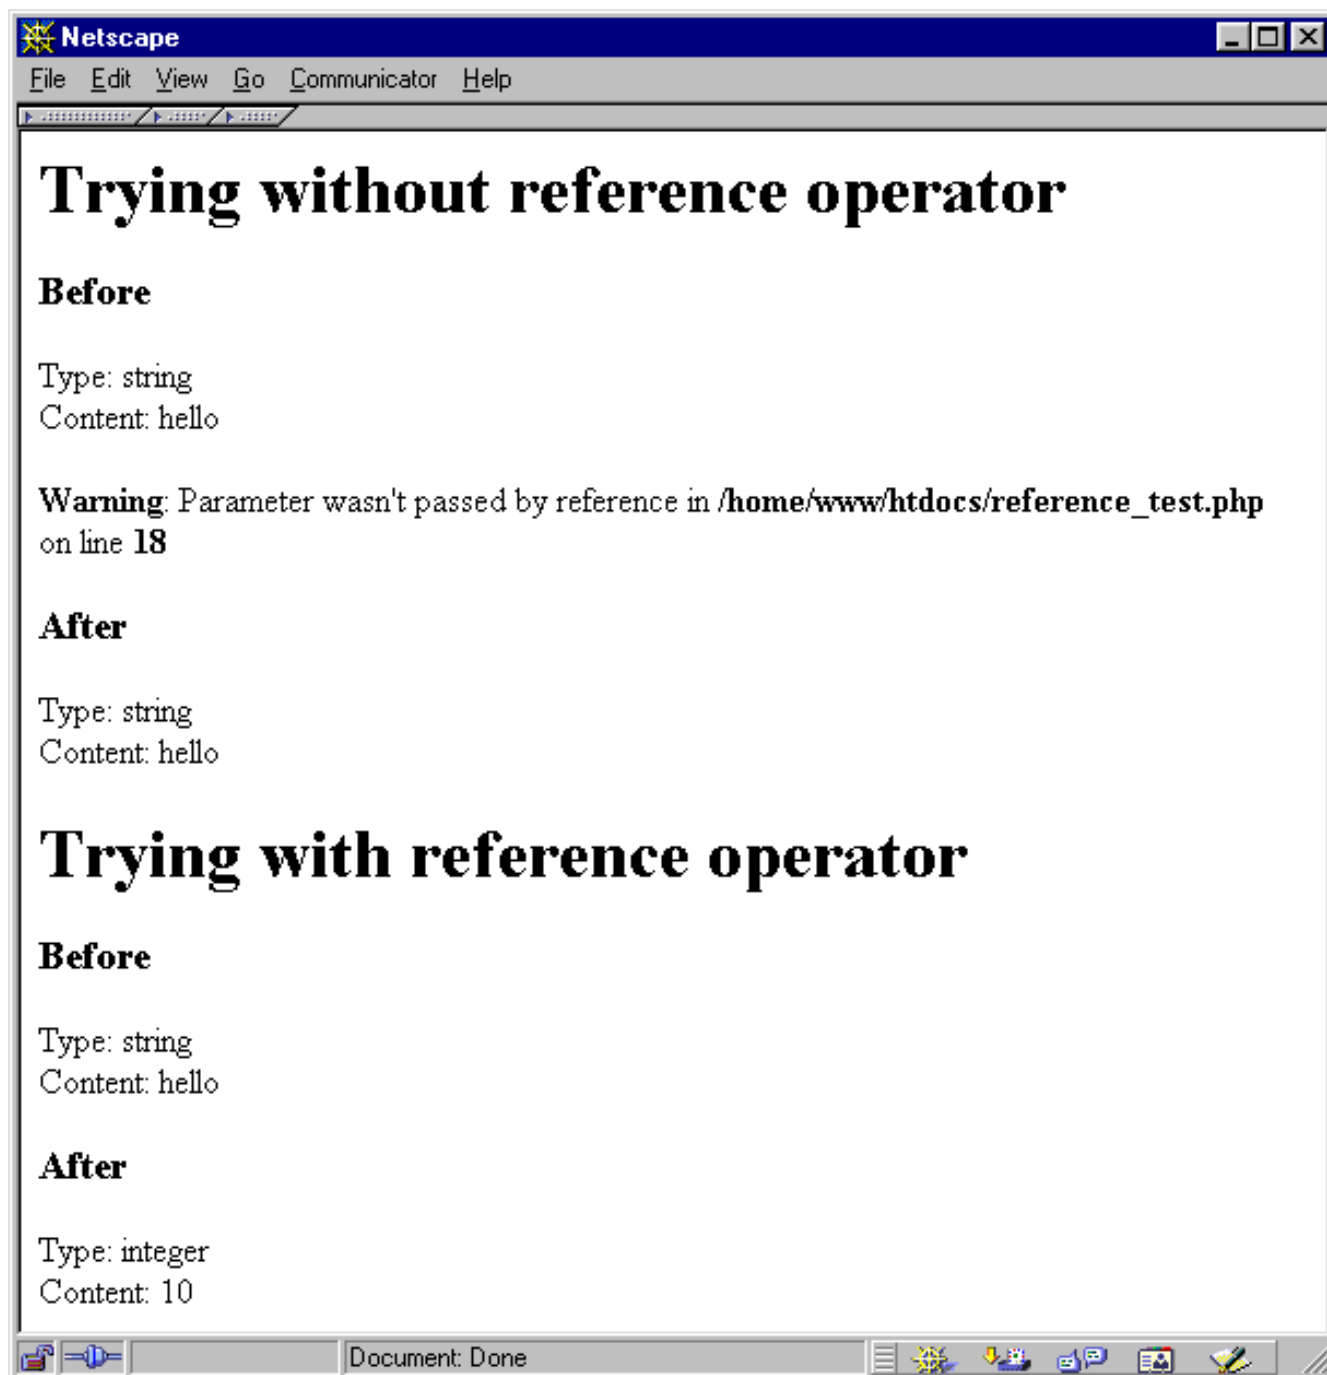 Netscape
File Edit View Go Communicator Help
Trying without reference operator
Before
Type: string
Content: hello
Warning: Parameter wasn't passed by reference in /home/www/htdocs/reference_test.php
on line 18
After
Type: string
Content: hello
Trying with reference operator
Before
Type: string
Content: hello
After
Type: integer
Content: 10
Document: Done